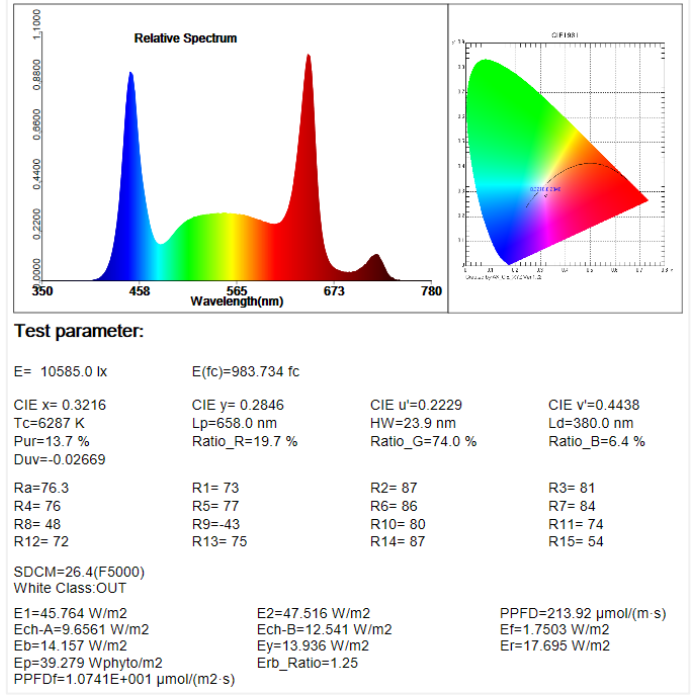 1.1000
0.8800
0.6600
0.4400
0.2200
0.0000
Relative Spectrum
350 458 565 673 780
Wavelength(nm)
CIE1931
Test parameter:
E= 10585.0 lx E(fc)=983.734 fc
CIE x= 0.3216 CIE y= 0.2846 CIE u'=0.2229 CIE v'=0.4438
Tc=6287 K Lp=658.0 nm HW=23.9 nm Ld=380.0 nm
Pur=13.7 % Ratio_R=19.7 % Ratio_G=74.0 % Ratio_B=6.4 %
Duv=-0.02669
Ra=76.3 R1= 73 R2= 87 R3= 81
R4= 76 R5= 77 R6= 86 R7= 84
R8= 48 R9=-43 R10= 80 R11= 74
R12= 72 R13= 75 R14= 87 R15= 54
SDCM=26.4(F5000)
White Class:OUT
E1=45.764 W/m2 E2=47.516 W/m2 PPFD=213.92 μmol/(m·s)
Ech-A=9.6561 W/m2 Ech-B=12.541 W/m2 Ef=1.7503 W/m2
Eb=14.157 W/m2 Ey=13.936 W/m2 Er=17.695 W/m2
Ep=39.279 Wphyto/m2 Erb_Ratio=1.25
PPFDf=1.0741E+001 μmol/(m2·s)